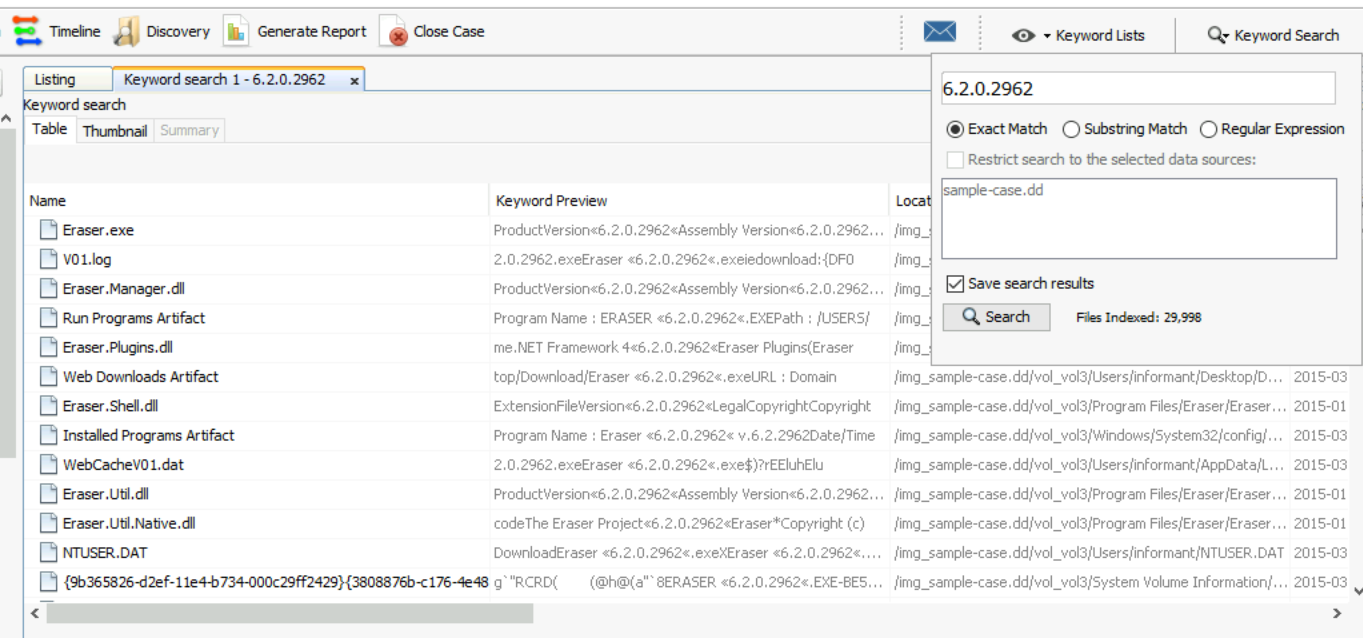 Timeline Discovery Generate Report Close Case Keyword Lists Keyword Search
Listing Keyword search 1 - 6.2.0.2962 x
Keyword search
Table Thumbnail Summary
6.2.0.2962
Exact Match Substring Match Regular Expression
Restrict search to the selected data sources:
sample-case.dd
Save search results
Search Files Indexed: 29,998
Name Keyword Preview Locat
Eraser.exe ProductVersion«6.2.0.2962«Assembly Version«6.2.0.2962... /img_s
V01.log 2.0.2962.exeEraser «6.2.0.2962«.exeiedownload:{DF0 /img_s
Eraser.Manager.dll ProductVersion«6.2.0.2962«Assembly Version«6.2.0.2962... /img_s
Run Programs Artifact Program Name : ERASER «6.2.0.2962«.EXEPath : /USERS/ /img_s
Eraser.Plugins.dll me.NET Framework 4«6.2.0.2962«Eraser Plugins(Eraser /img_s
Web Downloads Artifact top/Download/Eraser «6.2.0.2962«.exeURL : Domain /img_sample-case.dd/vol_vol3/Users/informant/Desktop/D... 2015-03
Eraser.Shell.dll ExtensionFileVersion«6.2.0.2962«LegalCopyrightCopyright /img_sample-case.dd/vol_vol3/Program Files/Eraser/Eraser... 2015-01
Installed Programs Artifact Program Name : Eraser «6.2.0.2962« v.6.2.2962Date/Time /img_sample-case.dd/vol_vol3/Windows/System32/config/... 2015-03
WebCacheV01.dat 2.0.2962.exeEraser «6.2.0.2962«.exe$)?rEEluhElu /img_sample-case.dd/vol_vol3/Users/informant/AppData/L... 2015-03
Eraser.Util.dll ProductVersion«6.2.0.2962«Assembly Version«6.2.0.2962... /img_sample-case.dd/vol_vol3/Program Files/Eraser/Eraser... 2015-01
Eraser.Util.Native.dll codeThe Eraser Project«6.2.0.2962«Eraser*Copyright (c) /img_sample-case.dd/vol_vol3/Program Files/Eraser/Eraser... 2015-01
NTUSER.DAT DownloadEraser «6.2.0.2962«.exeXEraser «6.2.0.2962«.... /img_sample-case.dd/vol_vol3/Users/informant/NTUSER.DAT 2015-03
{9b365826-d2ef-11e4-b734-000c29ff2429}{3808876b-c176-4e48 g`"RCRD( (@h@(a"`8ERASER «6.2.0.2962«.EXE-BE5... /img_sample-case.dd/vol_vol3/System Volume Information/... 2015-03